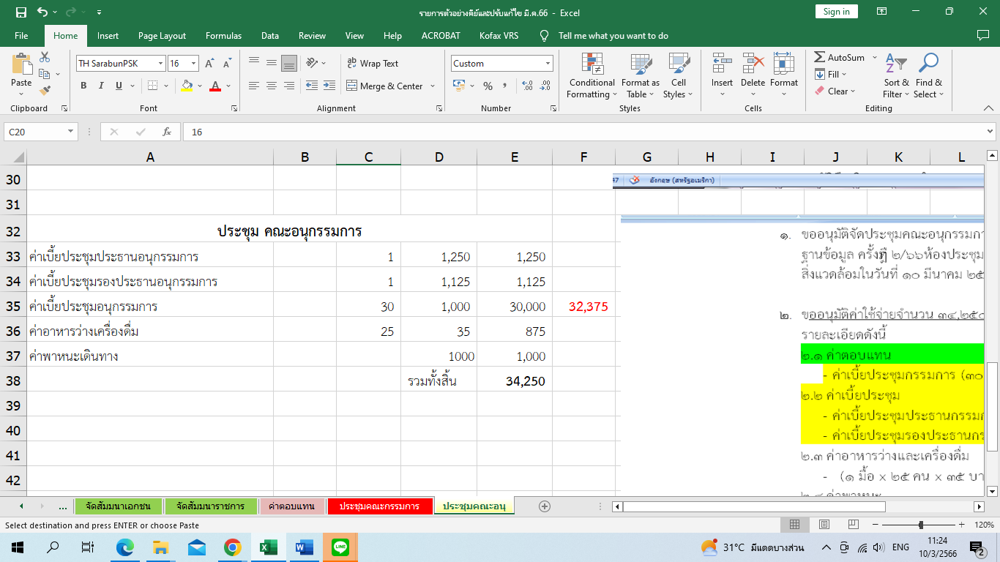 รายการตัวอย่างคีย์และปรับแก้ไข มี.ค.66 - Excel
Sign in
File Home Insert Page Layout Formulas Data Review View Help ACROBAT Kofax VRS Tell me what you want to do
Paste
TH SarabunPSK 16
Wrap Text
Merge & Center
Custom
Conditional Formatting
Format as Table
Cell Styles
Insert Delete Format
AutoSum
Fill
Clear
Sort & Filter
Find & Select
Clipboard Font Alignment Number Styles Cells Editing
C20 fx 16
A B C D E F G H I J K L
30
47 อังกฤษ (สหรัฐอเมริกา)
31
32 ประชุม คณะอนุกรรมการ
33 ค่าเบี้ยประชุมประธานอนุกรรมการ 1 1,250 1,250
34 ค่าเบี้ยประชุมรองประธานอนุกรรมการ 1 1,125 1,125
35 ค่าเบี้ยประชุมอนุกรรมการ 30 1,000 30,000 32,375
36 ค่าอาหารว่างเครื่องดื่ม 25 35 875
37 ค่าพาหนะเดินทาง 1000 1,000
38 รวมทั้งสิ้น 34,250
39
40
41
42
๑. ขออนุมัติจัดประชุมคณะอนุกรรมกา
ฐานข้อมูล ครั้งที่ ๒/๖๖ห้องประชุม
สิ่งแวดล้อมในวันที่ ๑๐ มีนาคม ๒๕
๒. ขออนุมัติค่าใช้จ่ายจำนวน ๓๔,๒๕๐
รายละเอียดดังนี้
๒.๑ ค่าตอบแทน
- ค่าเบี้ยประชุมกรรมการ (๓๐
๒.๒ ค่าเบี้ยประชุม
- ค่าเบี้ยประชุมประธานกรรมก
- ค่าเบี้ยประชุมรองประธานกร
๒.๓ ค่าอาหารว่างและเครื่องดื่ม
- (๑ มื้อ × ๒๕ คน × ๓๕ บา
๒.๔ ค่าพาหนะ
... จัดสัมมนาเอกชน จัดสัมมนาราชการ ค่าตอบแทน ประชุมคณะกรรมการ ประชุมคณะอนุ
Select destination and press ENTER or choose Paste
120%
31°C มีแดดบางส่วน ENG
11:24
10/3/2566
2